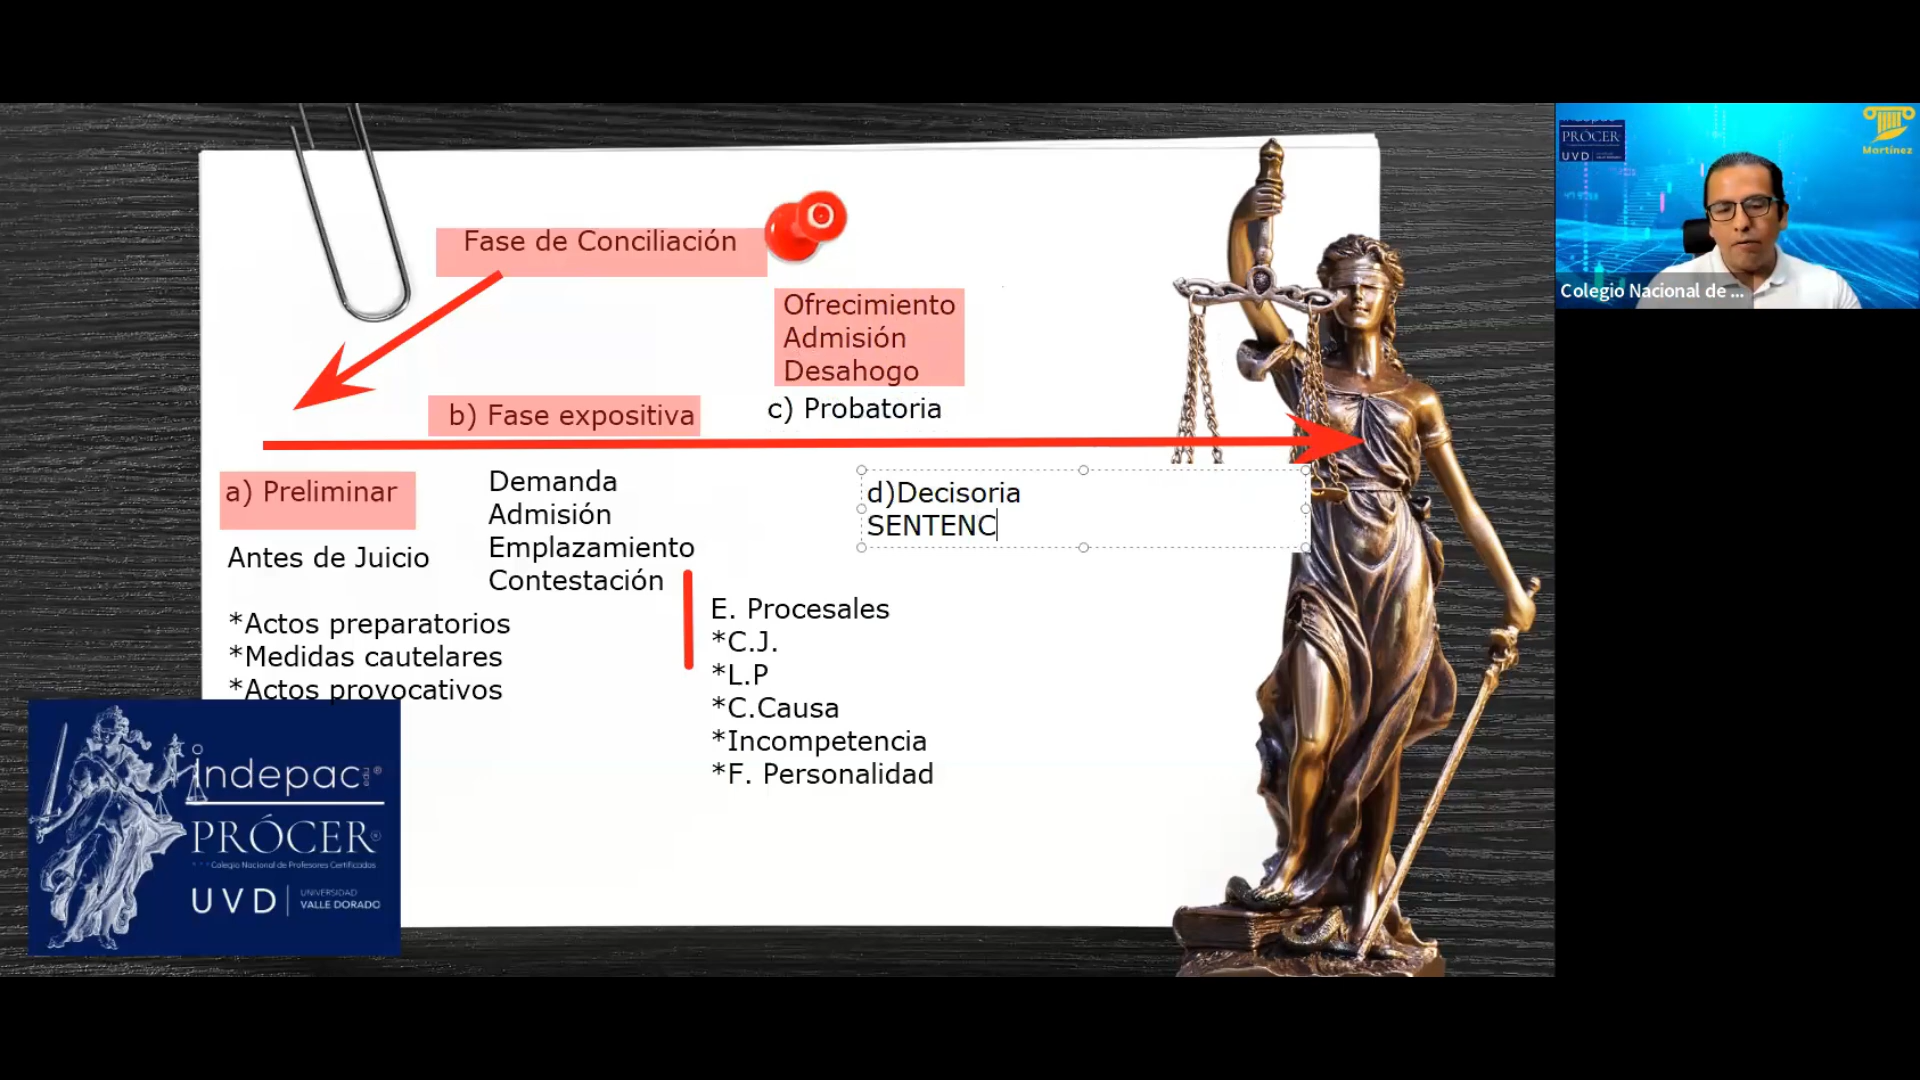 Fase de Conciliación
Ofrecimiento
Admisión
Desahogo
b) Fase expositiva
c) Probatoria
a) Preliminar
Antes de Juicio
*Actos preparatorios
*Medidas cautelares
*Actos provocativos
Demanda
Admisión
Emplazamiento
Contestación
E. Procesales
*C.J.
*L.P
*C.Causa
*Incompetencia
*F. Personalidad
d)Decisoria
SENTENC
indepac
PRÓCER
Colegio Nacional de Profesores Certificados
UVD
UNIVERSIDAD
VALLE DORADO
PRÓCER
UVD
Martínez
Colegio Nacional de ...